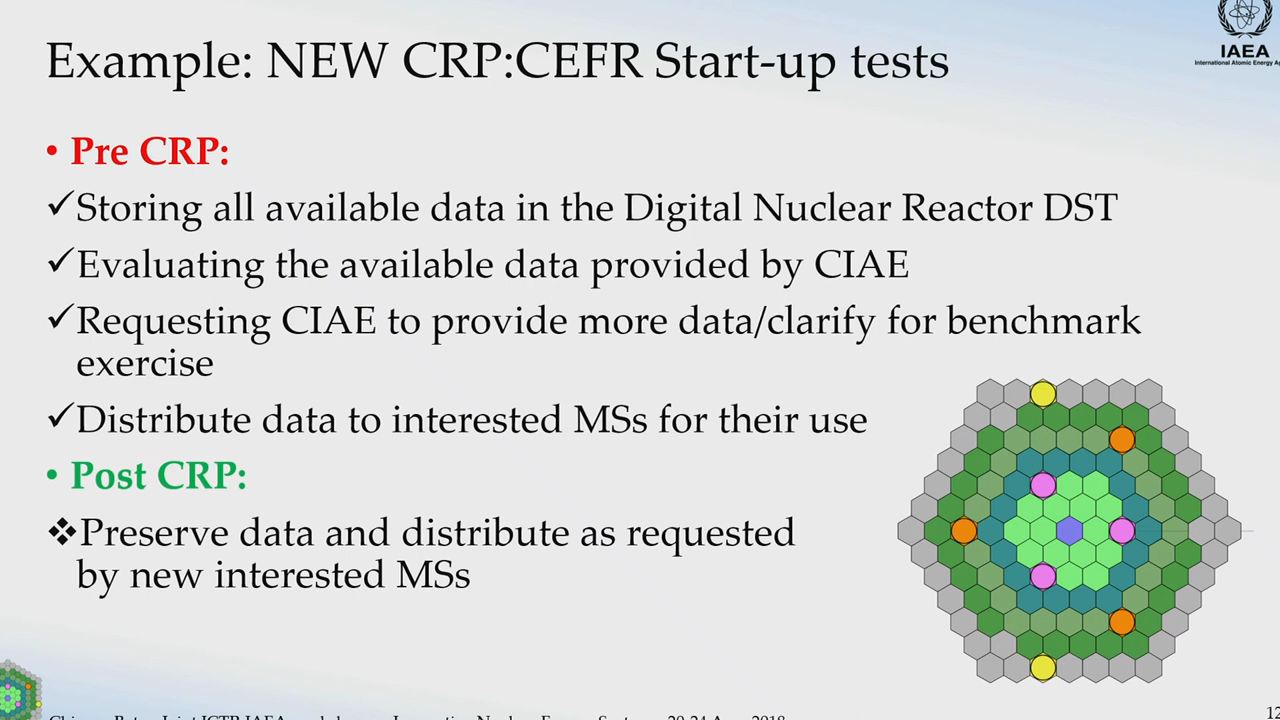 Example: NEW CRP:CEFR Start-up tests
IAEA
International Atomic Energy
• Pre CRP:
✓Storing all available data in the Digital Nuclear Reactor DST
✓Evaluating the available data provided by CIAE
✓Requesting CIAE to provide more data/clarify for benchmark
exercise
✓Distribute data to interested MSs for their use
• Post CRP:
❖Preserve data and distribute as requested
by new interested MSs
12